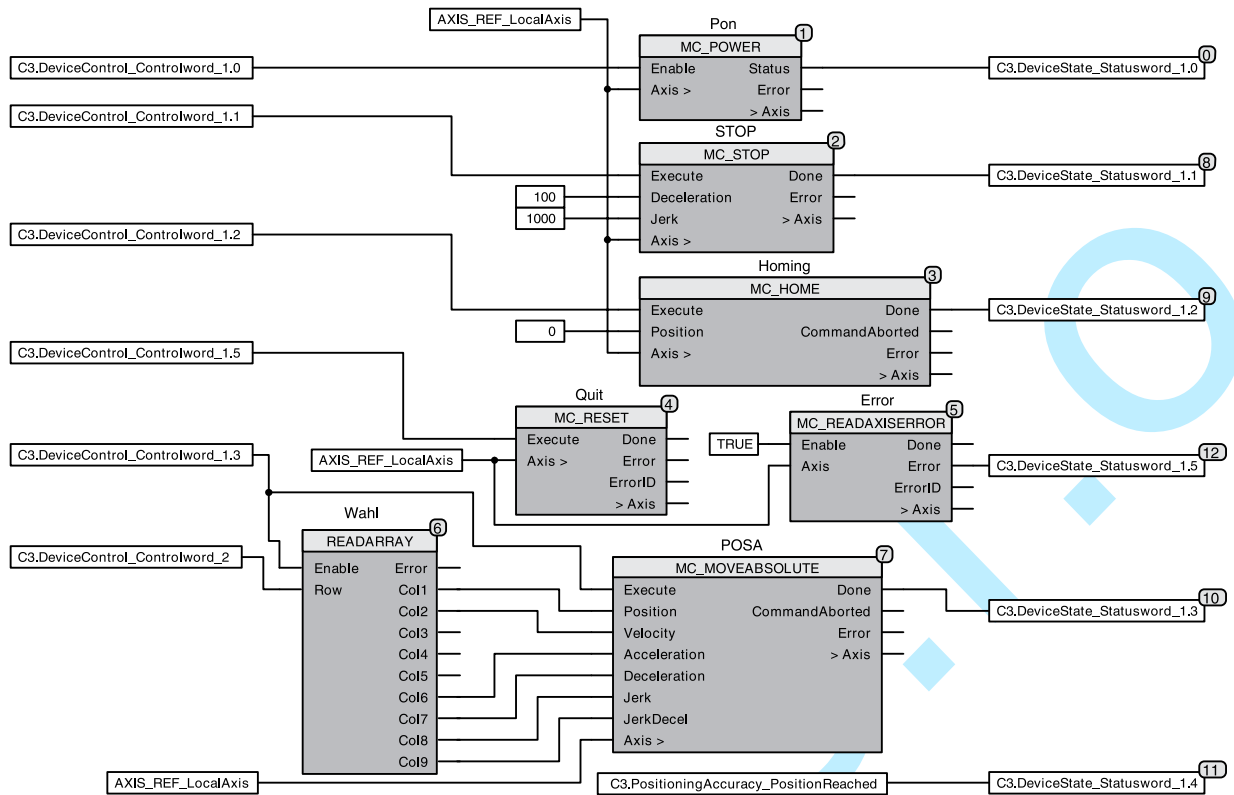 AXIS_REF_LocalAxis
Pon
1
MC_POWER
0
C3.DeviceControl_Controlword_1.0
Enable Status
C3.DeviceState_Statusword_1.0
Axis > Error
> Axis
C3.DeviceControl_Controlword_1.1
STOP
2
MC_STOP
8
Execute Done
C3.DeviceState_Statusword_1.1
100
Deceleration Error
1000
Jerk > Axis
C3.DeviceControl_Controlword_1.2
Axis >
Homing
3
MC_HOME
9
Execute Done
C3.DeviceState_Statusword_1.2
0
Position CommandAborted
C3.DeviceControl_Controlword_1.5
Axis > Error
> Axis
Quit
4
MC_RESET
Error
5
MC_READAXISERROR
Execute Done
TRUE
Enable Done
12
C3.DeviceControl_Controlword_1.3
AXIS_REF_LocalAxis
Axis > Error
Axis Error
C3.DeviceState_Statusword_1.5
ErrorID
ErrorID
> Axis
> Axis
Wahl
6
READARRAY
POSA
7
MC_MOVEABSOLUTE
C3.DeviceControl_Controlword_2
Enable Error
Row Col1
Col2
Col3
Col4
Col5
Col6
Col7
Col8
Col9
Execute Done
10
Position CommandAborted
C3.DeviceState_Statusword_1.3
Velocity Error
Acceleration > Axis
Deceleration
Jerk
JerkDecel
Axis >
AXIS_REF_LocalAxis
11
C3.PositioningAccuracy_PositionReached
C3.DeviceState_Statusword_1.4